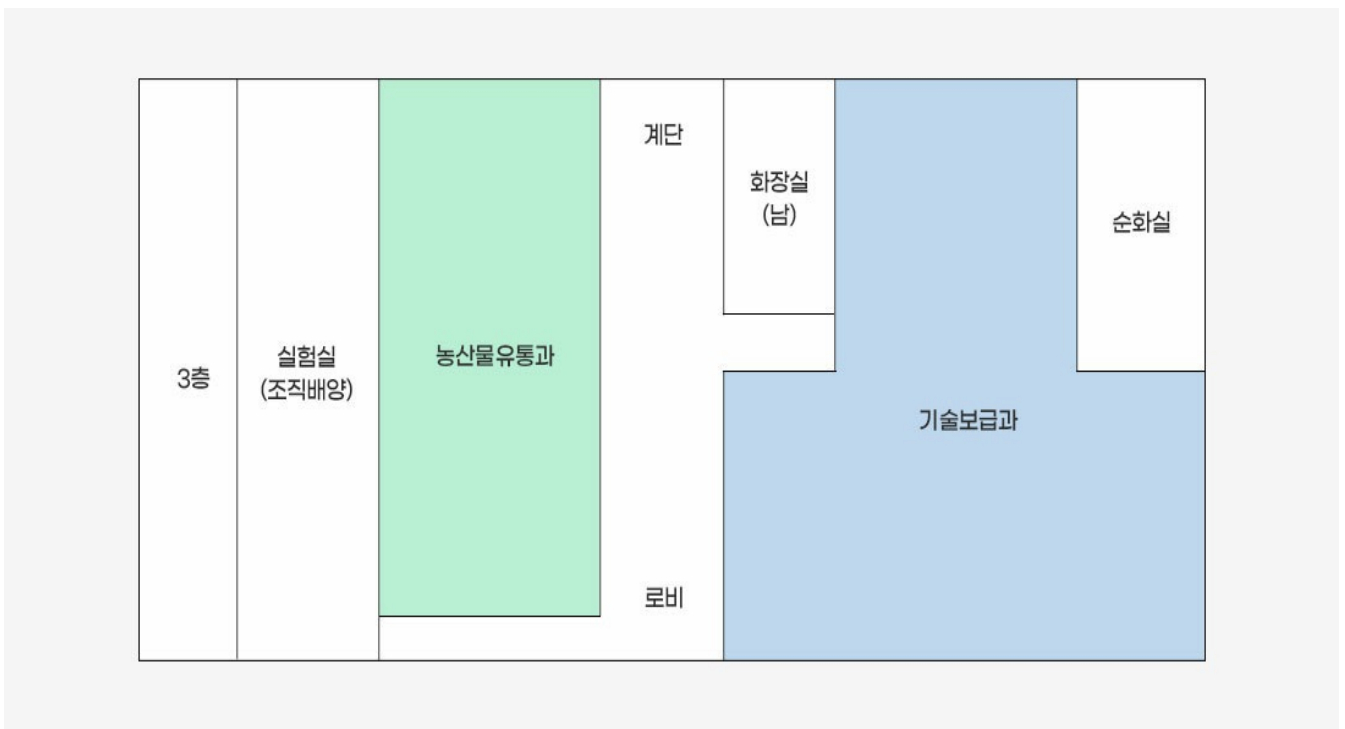 3층
실험실
(조직배양)
농산물유통과
계단
로비
화장실
(남)
기술보급과
순화실